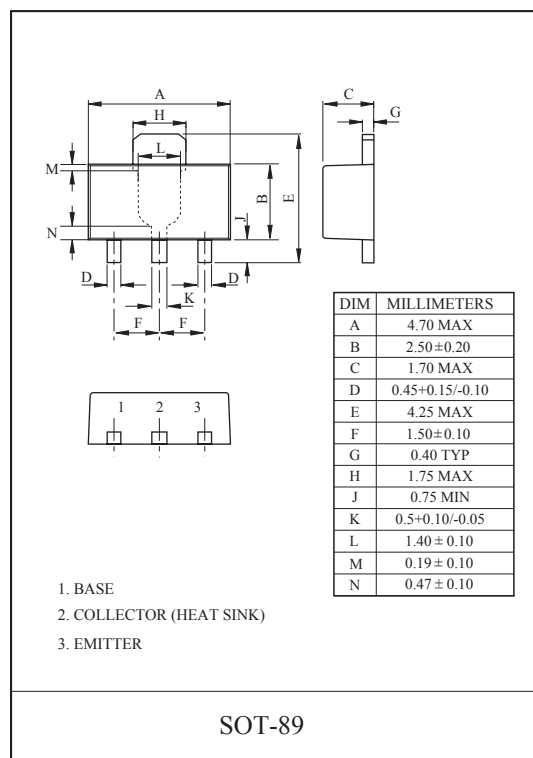 A
H
L
C
G
M
B
E
J
N
D
D
K
F
F
DIM MILLIMETERS
A 4.70 MAX
B 2.50±0.20
C 1.70 MAX
D 0.45+0.15/-0.10
E 4.25 MAX
F 1.50±0.10
G 0.40 TYP
H 1.75 MAX
J 0.75 MIN
K 0.5+0.10/-0.05
L 1.40 ± 0.10
M 0.19 ± 0.10
N 0.47 ± 0.10
1 2 3
1. BASE
2. COLLECTOR (HEAT SINK)
3. EMITTER
SOT-89